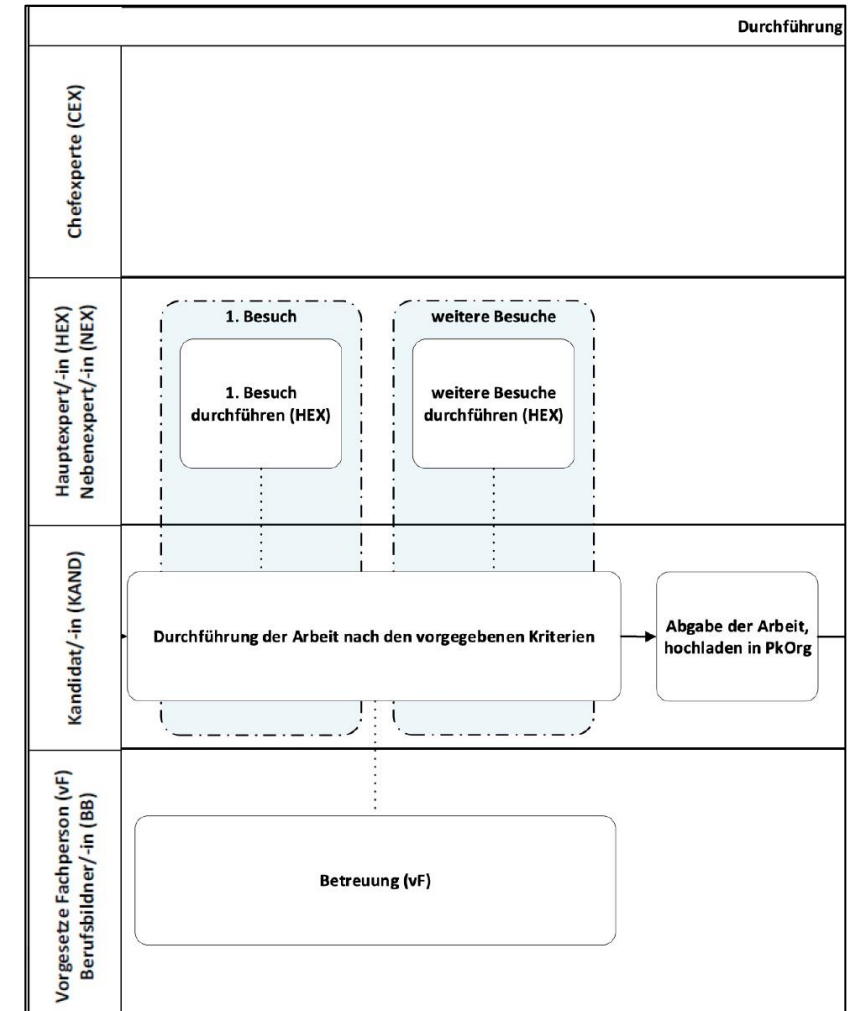 Durchführung
Chefexperte (CEX)
Hauptexpert/-in (HEX)
Nebenexpert/-in (NEX)
1. Besuch
1. Besuch
durchführen (HEX)
weitere Besuche
weitere Besuche
durchführen (HEX)
Kandidat/-in (KAND)
Durchführung der Arbeit nach den vorgegebenen Kriterien
Abgabe der Arbeit,
hochladen in PkOrg
Vorgesetze Fachperson (vF)
Berufsbildner/-in (BB)
Betreuung (vF)